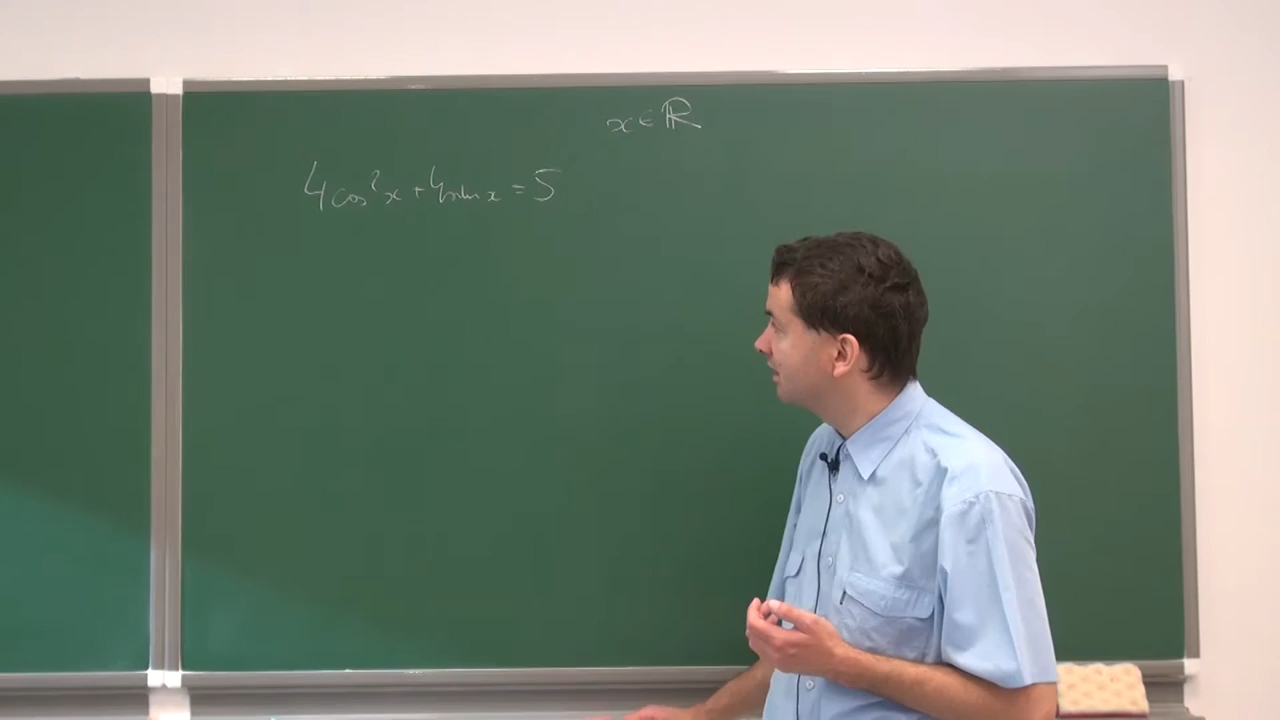 x ∈ ℝ
4cos²x + 4sin x = 5